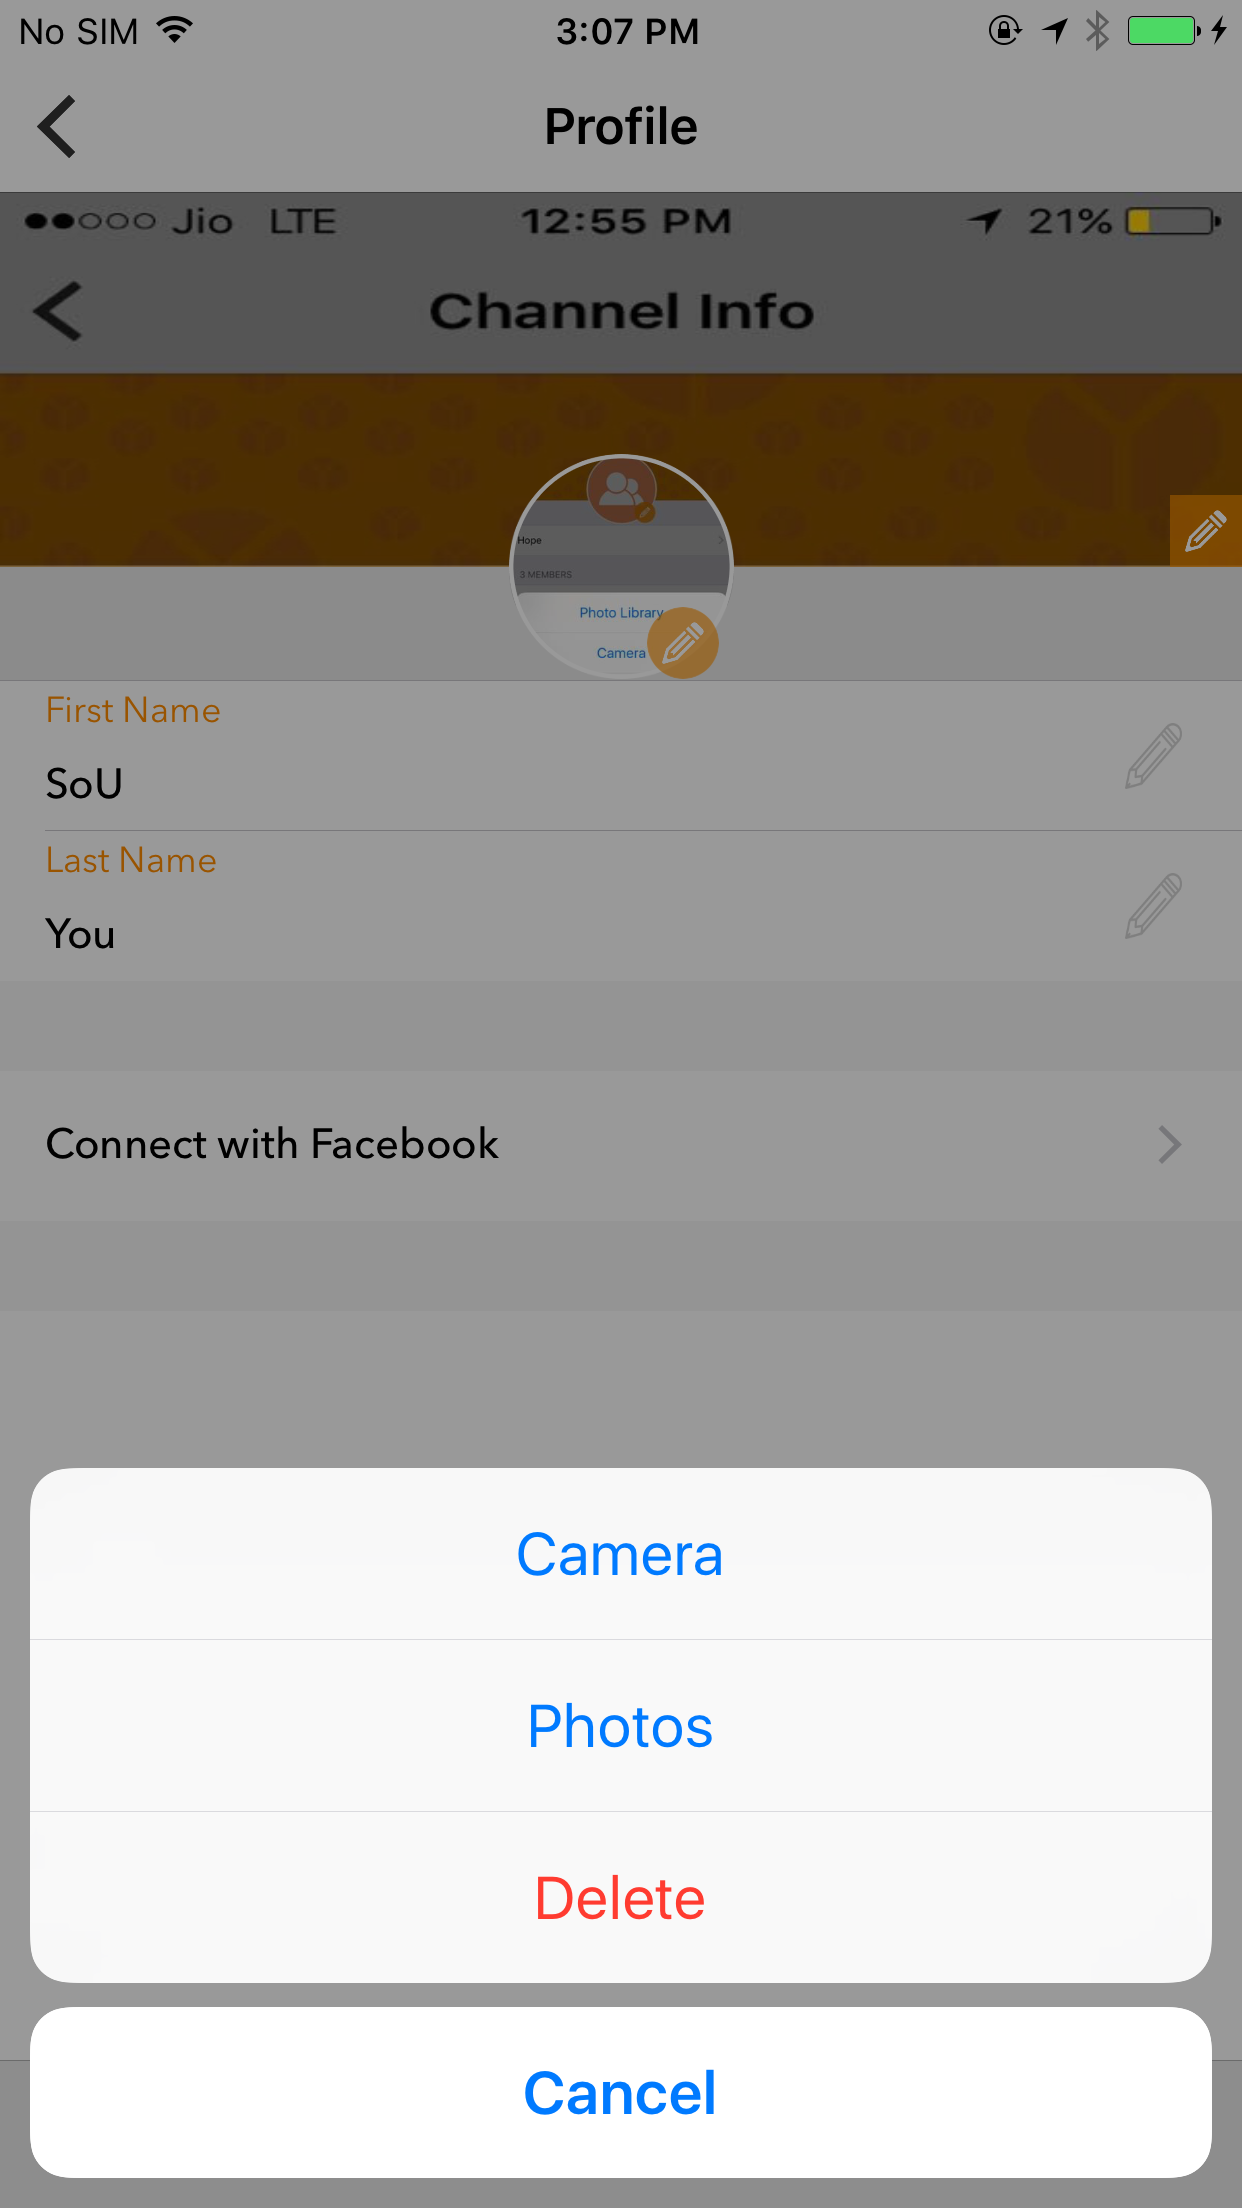 No SIM 3:07 PM
Profile
Jio LTE 12:55 PM 21%
Channel Info
Hope
3 MEMBERS
Photo Library
Camera
First Name
SoU
Last Name
You
Connect with Facebook
Camera
Photos
Delete
Cancel